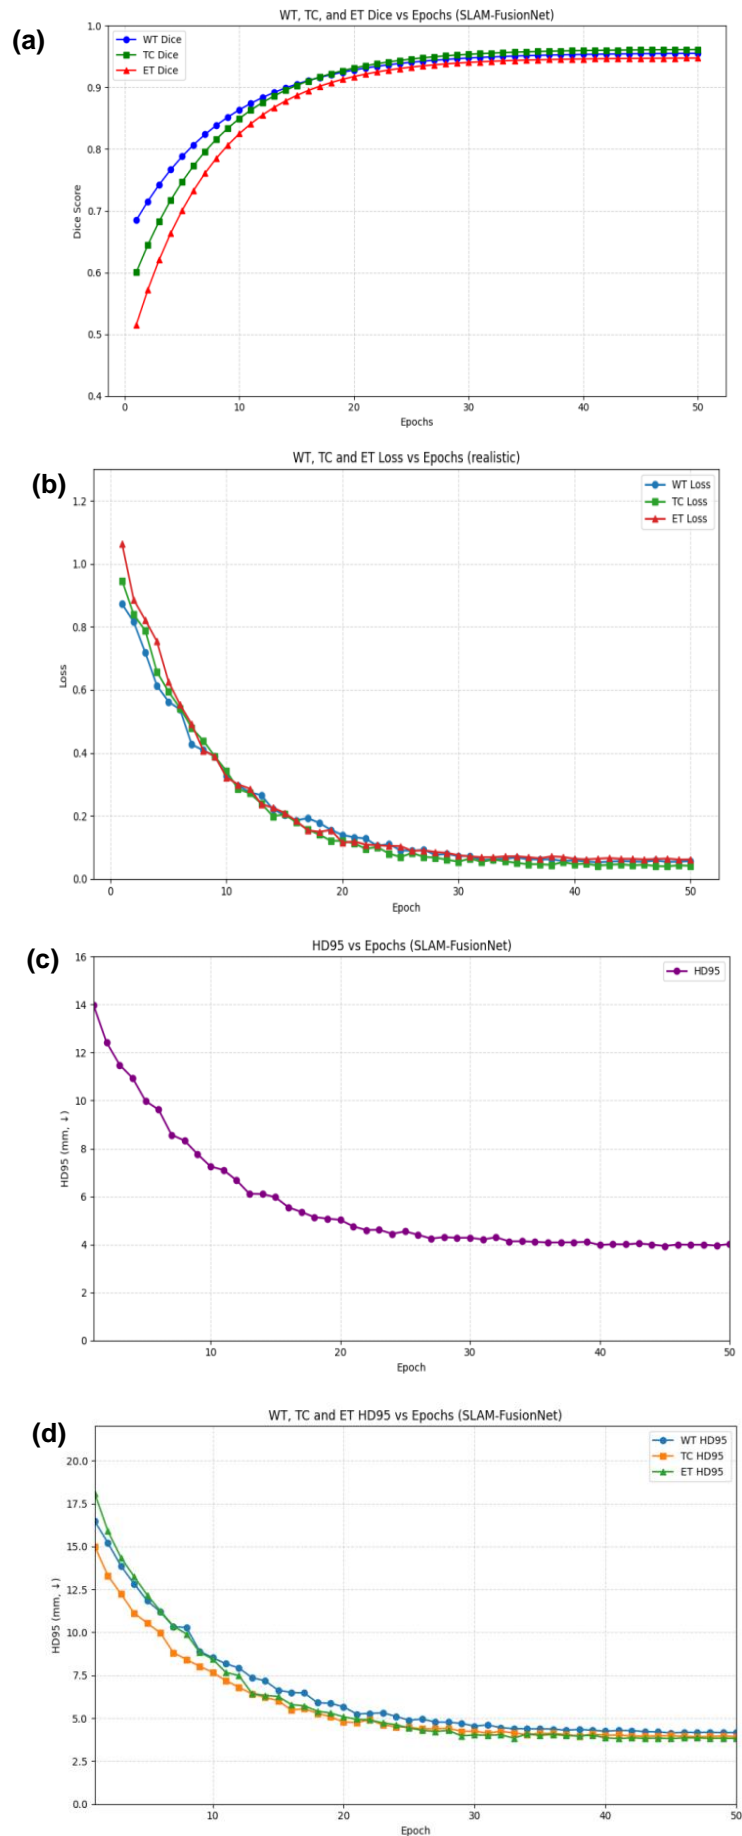 (a)
WT, TC, and ET Dice vs Epochs (SLAM-FusionNet)
WT Dice
TC Dice
ET Dice
Dice Score
1.0
0.9
0.8
0.7
0.6
0.5
0.4
0 10 20 30 40 50
Epochs
(b)
WT, TC and ET Loss vs Epochs (realistic)
WT Loss
TC Loss
ET Loss
Loss
1.2
1.0
0.8
0.6
0.4
0.2
0.0
0 10 20 30 40 50
Epoch
(c)
HD95 vs Epochs (SLAM-FusionNet)
HD95
HD95 (mm, ↓)
16
14
12
10
8
6
4
2
0
10 20 30 40 50
Epoch
(d)
WT, TC and ET HD95 vs Epochs (SLAM-FusionNet)
WT HD95
TC HD95
ET HD95
HD95 (mm, ↓)
20.0
17.5
15.0
12.5
10.0
7.5
5.0
2.5
0.0
10 20 30 40 50
Epoch